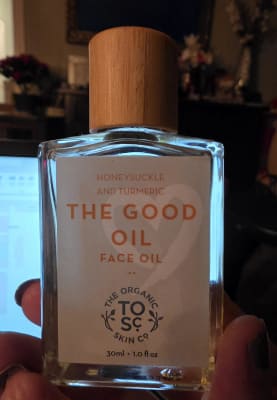 HONEYSUCKLE
AND TURMERIC
THE GOOD
OIL
FACE OIL
THE ORGANIC
TO
SC
SKIN CO
30ml • 1.0 fl oz